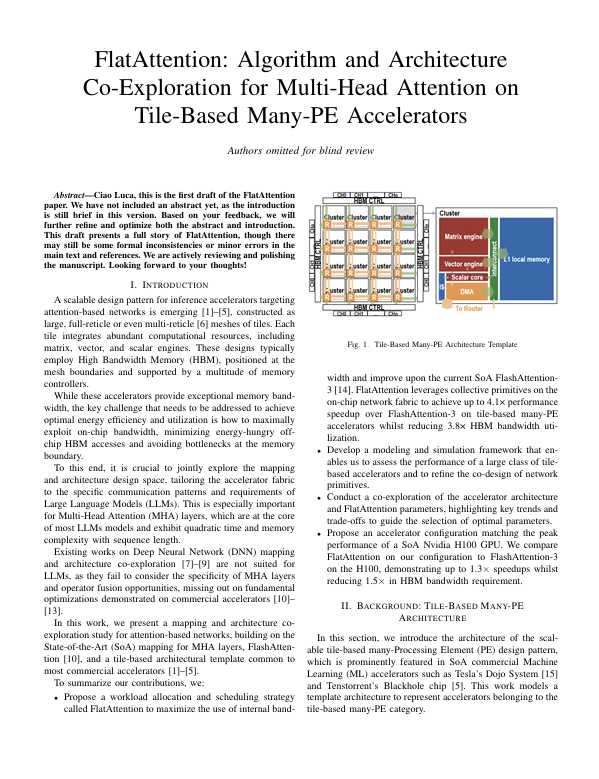 FlatAttention: Algorithm and Architecture
Co-Exploration for Multi-Head Attention on
Tile-Based Many-PE Accelerators
Authors omitted for blind review
Abstract—Ciao Luca, this is the first draft of the FlatAttention
paper. We have not included an abstract yet, as the introduction
is still brief in this version. Based on your feedback, we will
further refine and optimize both the abstract and introduction.
This draft presents a full story of FlatAttention, though there
may still be some formal inconsistencies or minor errors in the
main text and references. We are actively reviewing and polishing
the manuscript. Looking forward to your thoughts!
I. INTRODUCTION
A scalable design pattern for inference accelerators targeting
attention-based networks is emerging [1]–[5], constructed as
large, full-reticle or even multi-reticle [6] meshes of tiles. Each
tile integrates abundant computational resources, including
matrix, vector, and scalar engines. These designs typically
employ High Bandwidth Memory (HBM), positioned at the
mesh boundaries and supported by a multitude of memory
controllers.
While these accelerators provide exceptional memory band-
width, the key challenge that needs to be addressed to achieve
optimal energy efficiency and utilization is how to maximally
exploit on-chip bandwidth, minimizing energy-hungry off-
chip HBM accesses and avoiding bottlenecks at the memory
boundary.
To this end, it is crucial to jointly explore the mapping
and architecture design space, tailoring the accelerator fabric
to the specific communication patterns and requirements of
Large Language Models (LLMs). This is especially important
for Multi-Head Attention (MHA) layers, which are at the core
of most LLMs models and exhibit quadratic time and memory
complexity with sequence length.
Existing works on Deep Neural Network (DNN) mapping
and architecture co-exploration [7]–[9] are not suited for
LLMs, as they fail to consider the specificity of MHA layers
and operator fusion opportunities, missing out on fundamental
optimizations demonstrated on commercial accelerators [10]–
[13].
In this work, we present a mapping and architecture co-
exploration study for attention-based networks, building on the
State-of-the-Art (SoA) mapping for MHA layers, FlashAtten-
tion [10], and a tile-based architectural template common to
most commercial accelerators [1]–[5].
To summarize our contributions, we:
• Propose a workload allocation and scheduling strategy
called FlatAttention to maximize the use of internal band-
CH0 CH1 CHn
HBM CTRL
HBM CTRL
Cluster Cluster Cluster Cluster
R R R R
Cluster Cluster Cluster Cluster
R R R R
Cluster Cluster Cluster Cluster
R R R R
Cluster Cluster Cluster Cluster
R R R R
HBM CTRL
HBM CTRL
CH0 CH1 CHn
Cluster
Matrix engine
Vector engine
Scalar core
I$
DMA
Interconnect
L1 local memory
To Router
Fig. 1. Tile-Based Many-PE Architecture Template
width and improve upon the current SoA FlashAttention-
3 [14]. FlatAttention leverages collective primitives on the
on-chip network fabric to achieve up to 4.1× performance
speedup over FlashAttention-3 on tile-based many-PE
accelerators whilst reducing 3.8× HBM bandwidth uti-
lization.
• Develop a modeling and simulation framework that en-
ables us to assess the performance of a large class of tile-
based accelerators and to refine the co-design of network
primitives.
• Conduct a co-exploration of the accelerator architecture
and FlatAttention parameters, highlighting key trends and
trade-offs to guide the selection of optimal parameters.
• Propose an accelerator configuration matching the peak
performance of a SoA Nvidia H100 GPU. We compare
FlatAttention on our configuration to FlashAttention-3
on the H100, demonstrating up to 1.3× speedups whilst
reducing 1.5× in HBM bandwidth requirement.
II. BACKGROUND: TILE-BASED MANY-PE
ARCHITECTURE
In this section, we introduce the architecture of the scal-
able tile-based many-Processing Element (PE) design pattern,
which is prominently featured in SoA commercial Machine
Learning (ML) accelerators such as Tesla's Dojo System [15]
and Tenstorrent's Blackhole chip [5]. This work models a
template architecture to represent accelerators belonging to the
tile-based many-PE category.